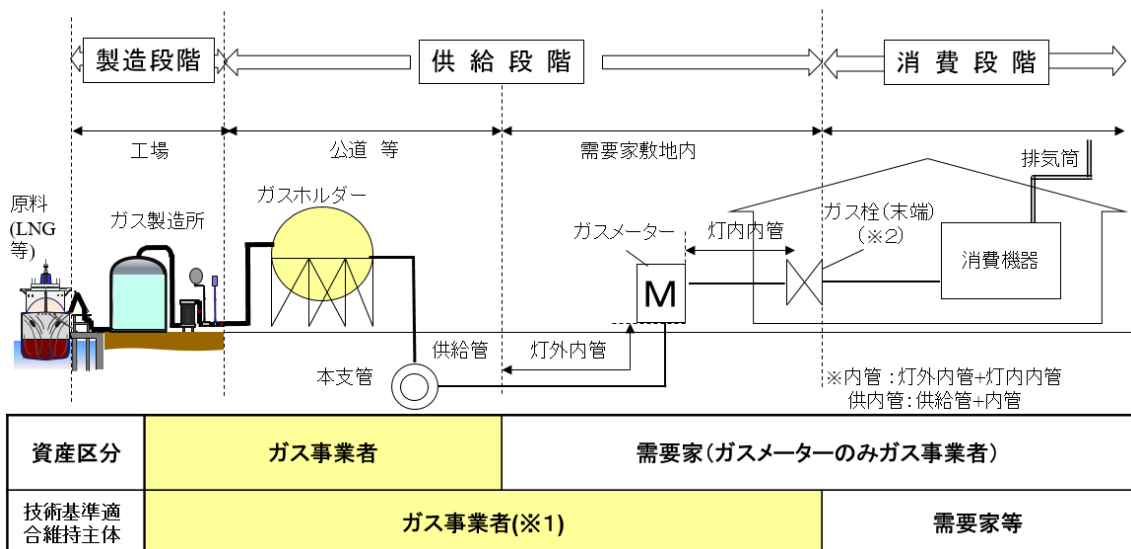 製造段階
供給段階
消費段階
工場
公道 等
需要家敷地内
排気筒
原料
(LNG
等)
ガス製造所
ガスホルダー
ガスメーター
灯内内管
ガス栓(末端)
(※2)
消費機器
M
供給管
灯外内管
本支管
※内管:灯外内管+灯内内管
供内管:供給管+内管
資産区分
ガス事業者
需要家(ガスメーターのみガス事業者)
技術基準適
合維持主体
ガス事業者(※1)
需要家等